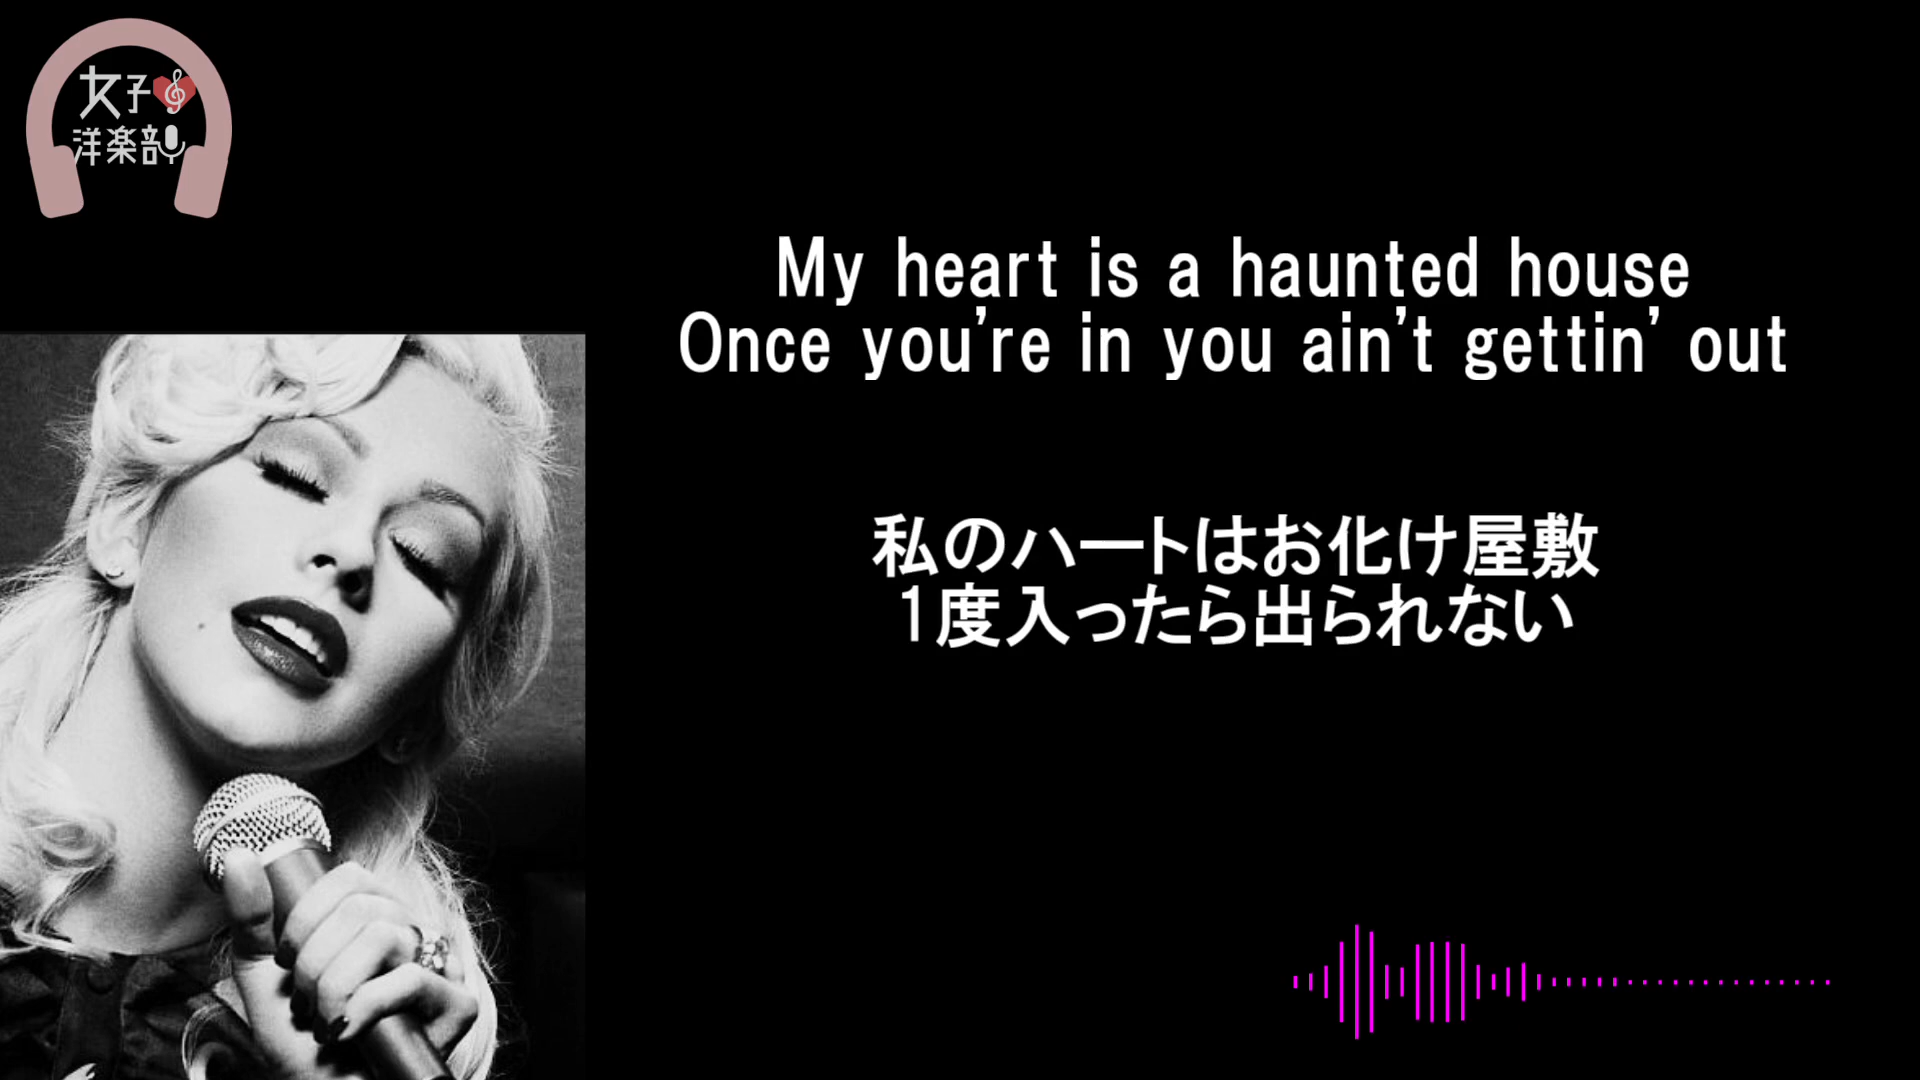 女子
洋楽部
My heart is a haunted house
Once you're in you ain't gettin' out
私のハートはお化け屋敷
1度入ったら出られない